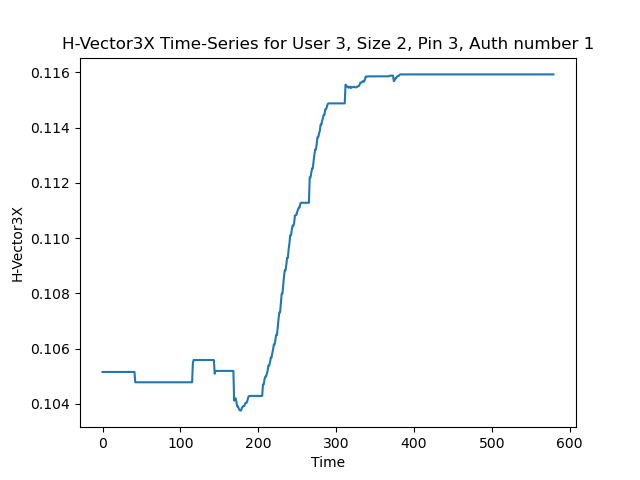 H-Vector3X Time-Series for User 3, Size 2, Pin 3, Auth number 1
0.116
0.114
0.112
0.110
0.108
0.106
0.104
H-Vector3X
0 100 200 300 400 500 600
Time